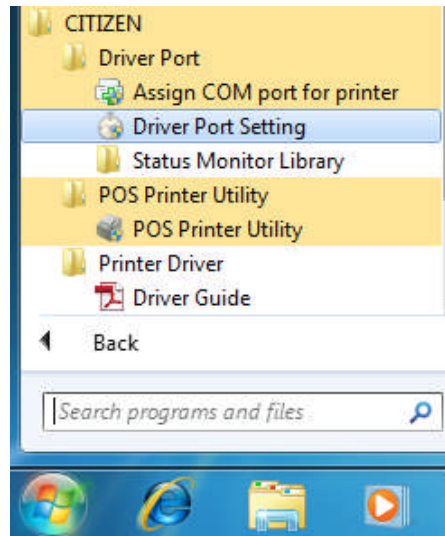 CITIZEN
Driver Port
Assign COM port for printer
Driver Port Setting
Status Monitor Library
POS Printer Utility
POS Printer Utility
Printer Driver
Driver Guide
Back
Search programs and files